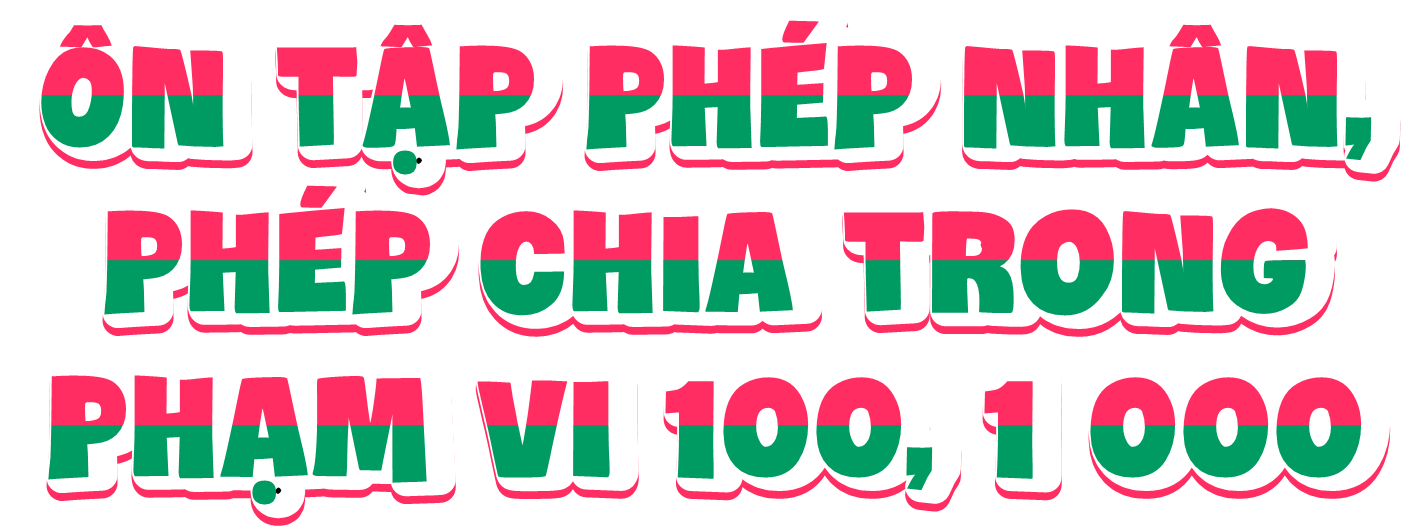 ÔN TẬP PHÉP NHÂN,
PHÉP CHIA TRONG
PHẠM VI 100, 1 000